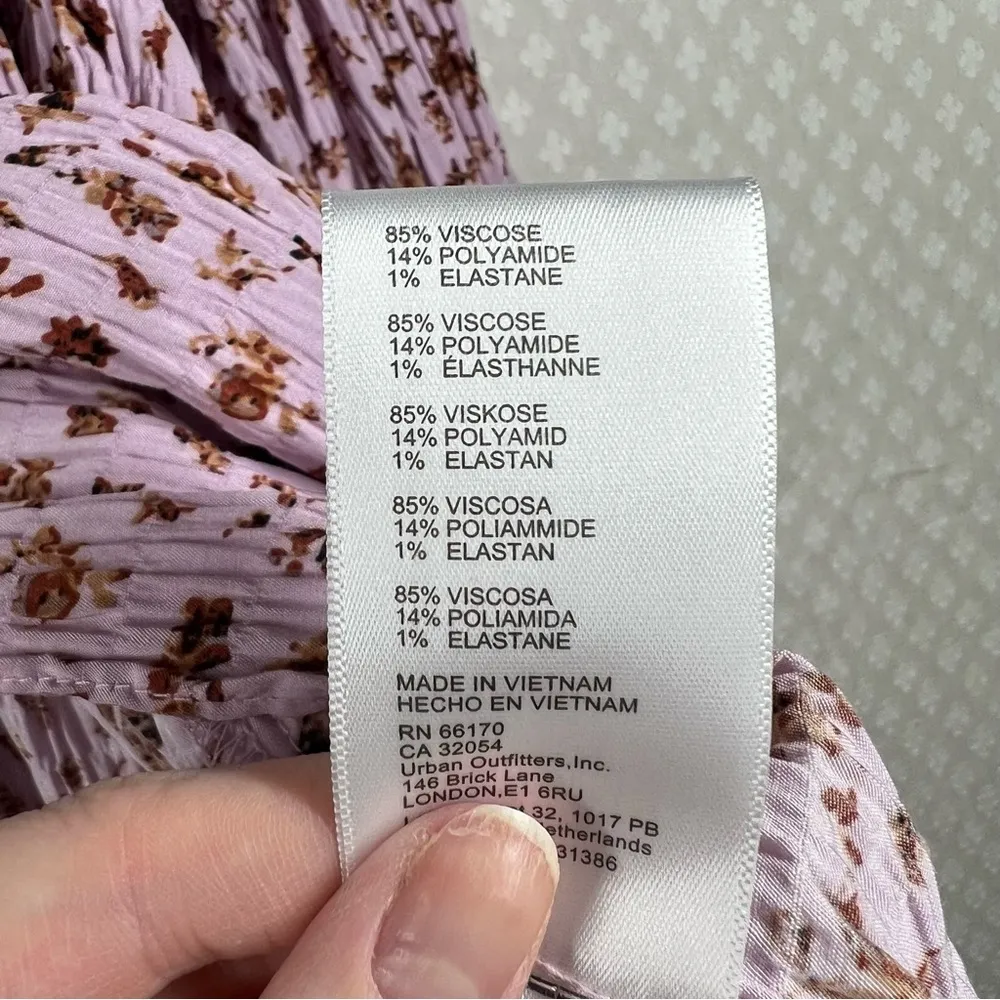 85% VISCOSE
14% POLYAMIDE
1% ELASTANE
85% VISCOSE
14% POLYAMIDE
1% ÉLASTHANNE
85% VISKOSE
14% POLYAMID
1% ELASTAN
85% VISCOSA
14% POLIAMMIDE
1% ELASTAN
85% VISCOSA
14% POLIAMIDA
1% ELASTANE
MADE IN VIETNAM
HECHO EN VIETNAM
RN 66170
CA 32054
Urban Outfitters,Inc.
146 Brick Lane
LONDON,E1 6RU
32, 1017 PB
etherlands
31386